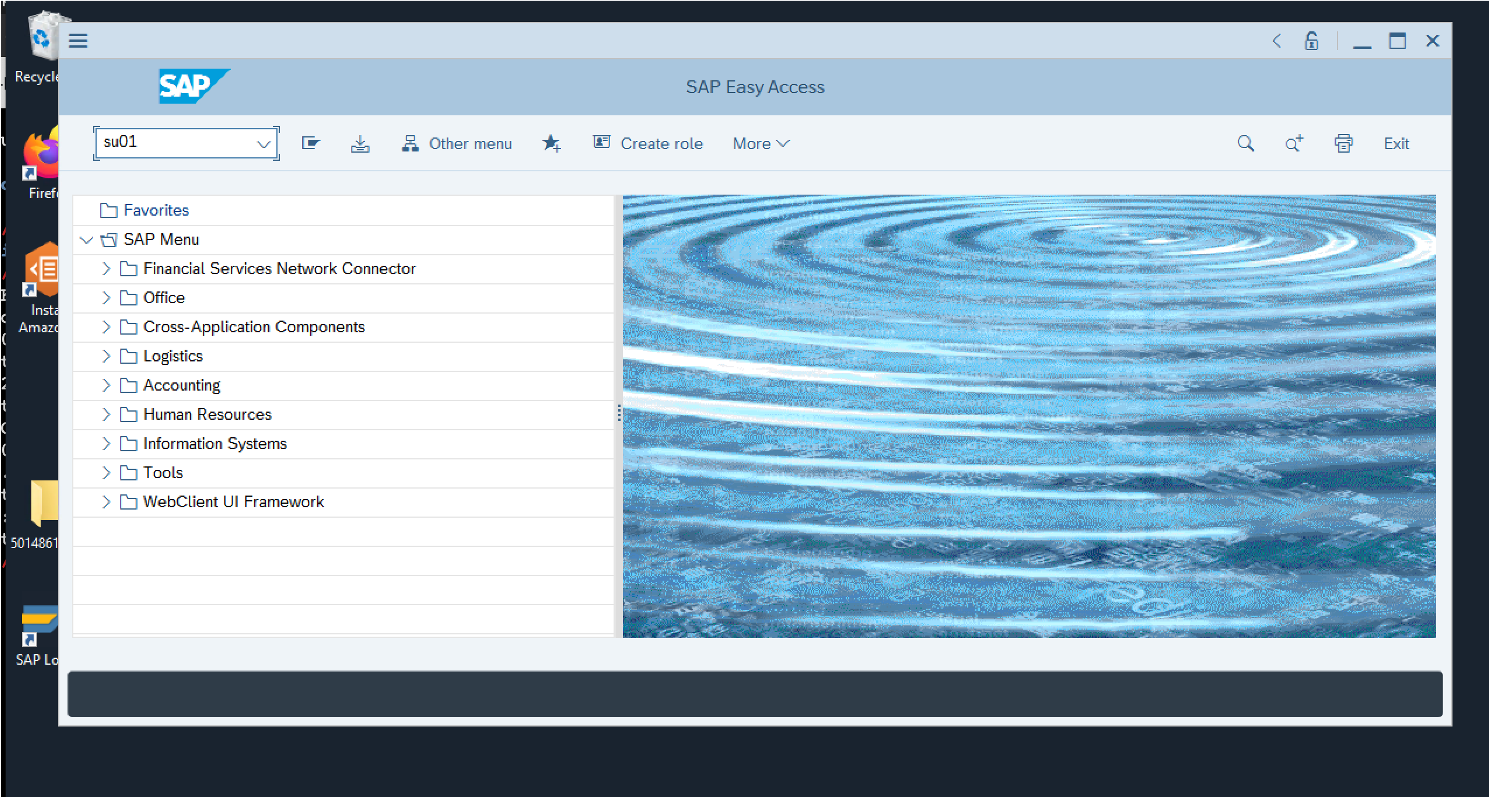 Recycle
SAP
SAP Easy Access
su01
Other menu
Create role
More
Exit
Firef
Favorites
SAP Menu
Financial Services Network Connector
Office
Insta
Amazo
Cross-Application Components
Logistics
Accounting
Human Resources
Information Systems
Tools
WebClient UI Framework
501486
SAP Lo